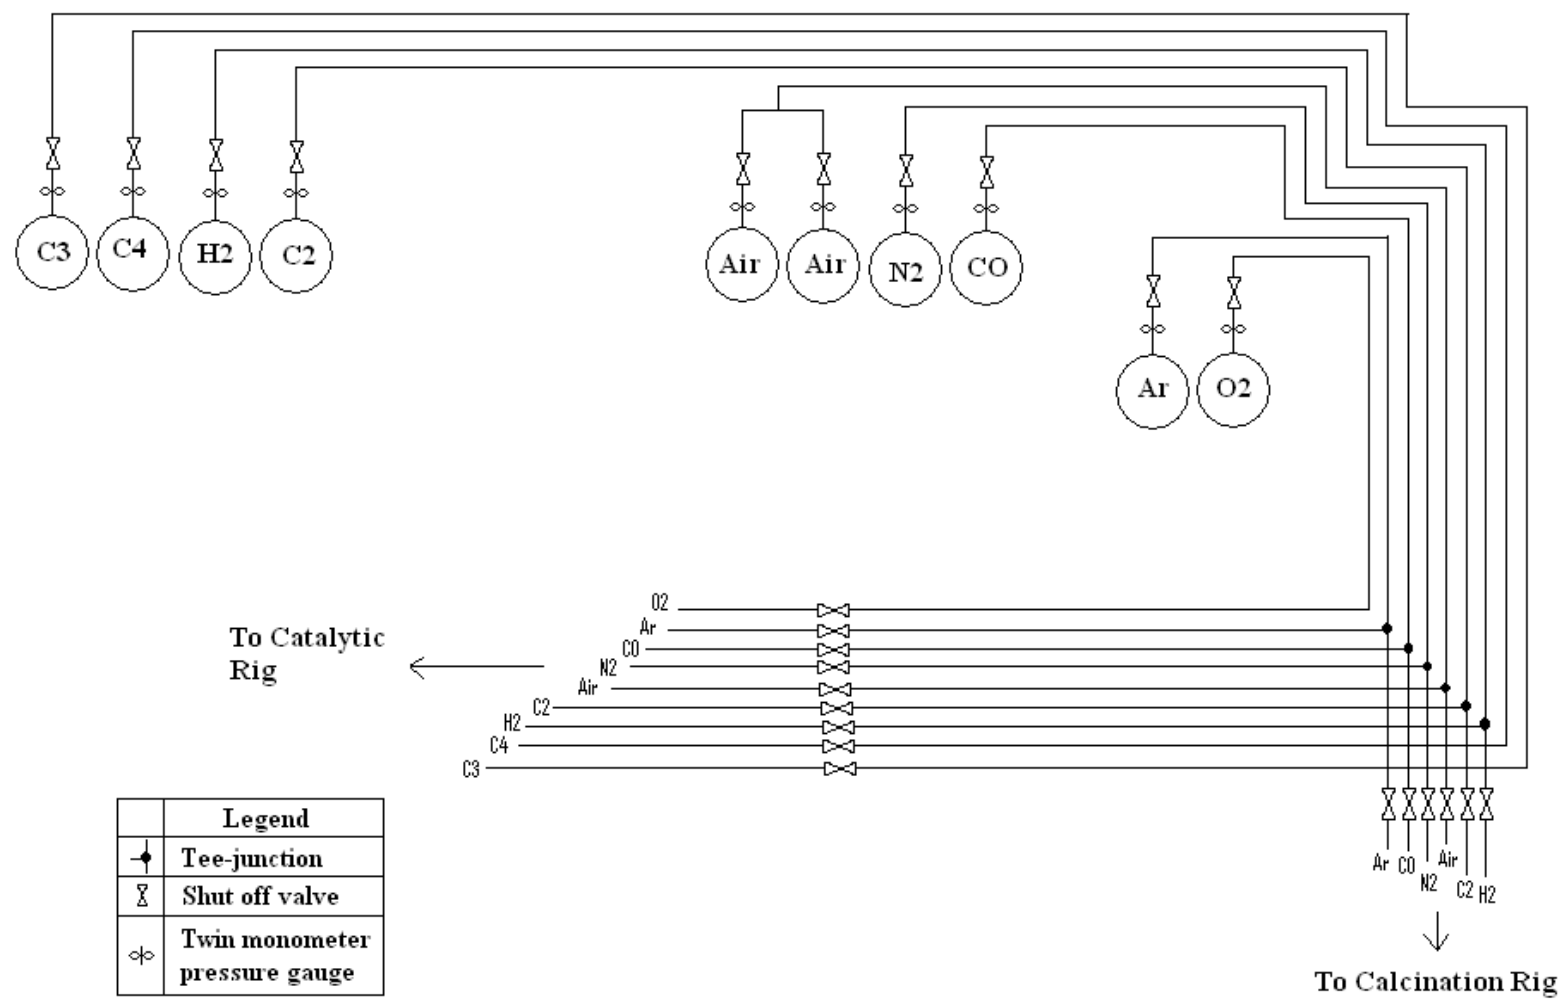 C3
C4
H2
C2
Air
Air
N2
CO
Ar
O2
O2
Ar
CO
N2
Air
C2
H2
C4
C3
To Catalytic
Rig
Legend
Tee-junction
Shut off valve
Twin monometer
pressure gauge
Ar
CO
N2
Air
C2
H2
To Calcination Rig